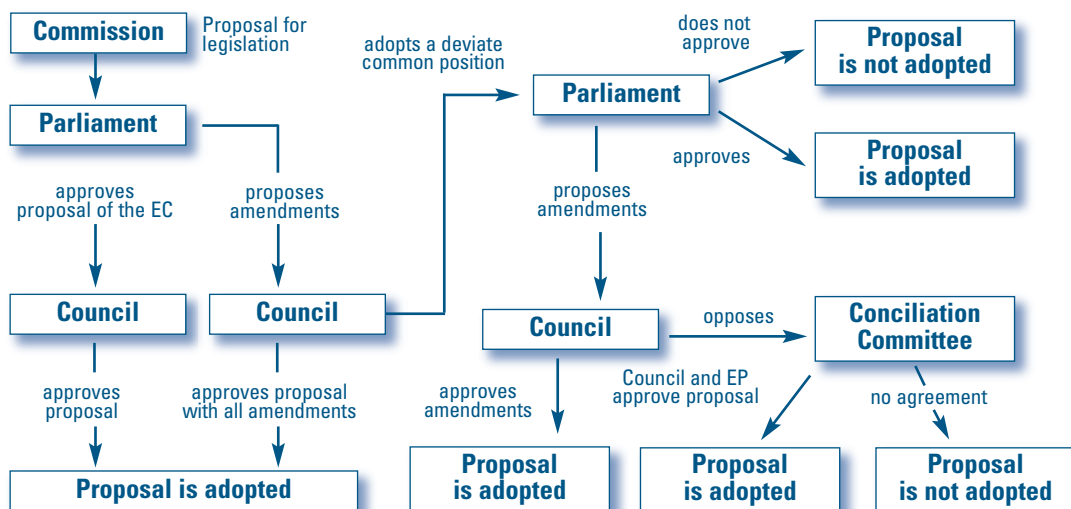 Commission
Proposal for
legislation
Parliament
approves
proposal of the EC
proposes
amendments
Council
Council
approves
proposal
approves proposal
with all amendments
Proposal is adopted
adopts a deviate
common position
Parliament
does not
approve
Proposal
is not adopted
approves
Proposal
is adopted
proposes
amendments
Council
opposes
Conciliation
Committee
approves
amendments
Council and EP
approve proposal
no agreement
Proposal
is adopted
Proposal
is adopted
Proposal
is not adopted